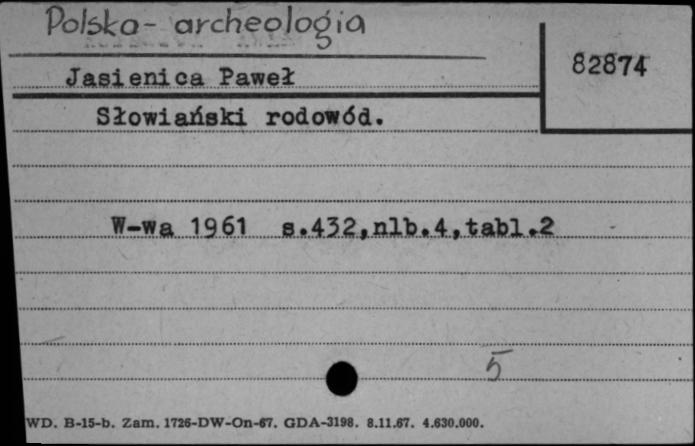 Polska - archeologia
82874
Jasienica Paweł
Słowiański rodowód.
W-wa 1961 s.432,nlb.4,tabl.2
5
WD. B-15-b. Zam. 1726-DW-On-67. GDA-3198. 8.11.67. 4.630.000.